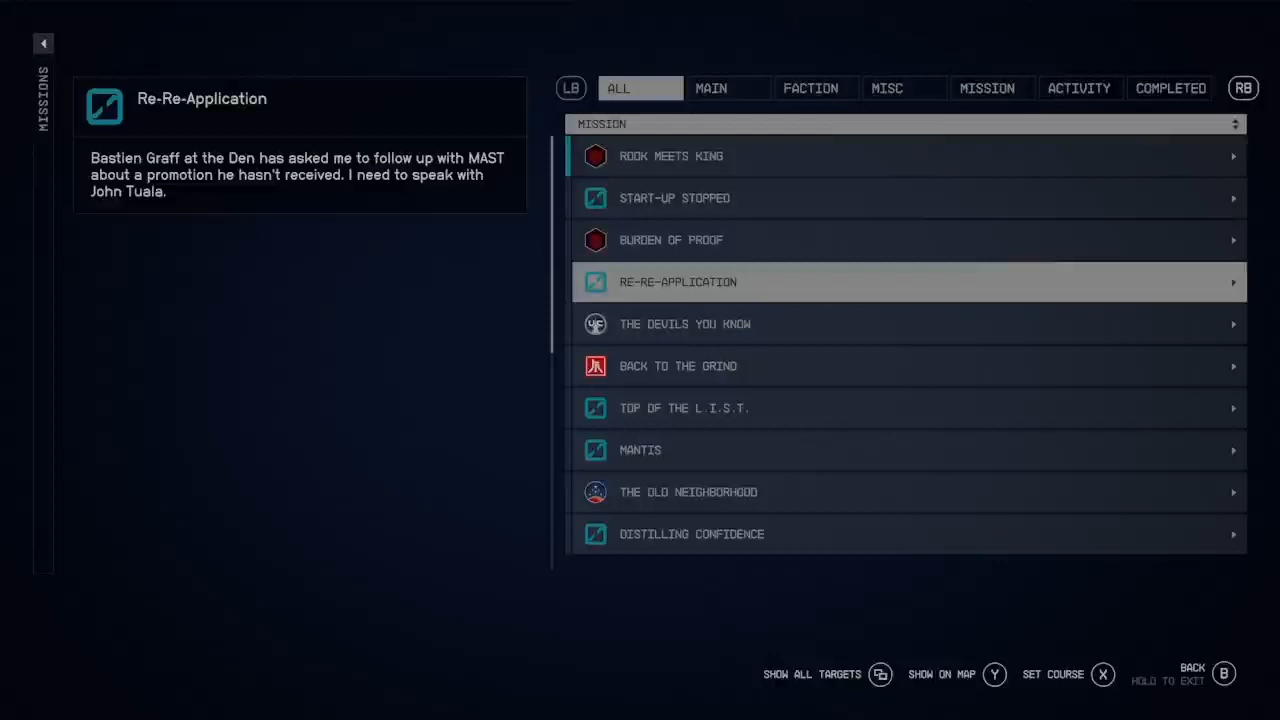 MISSIONS
Re-Re-Application
Bastien Graff at the Den has asked me to follow up with MAST
about a promotion he hasn't received. I need to speak with
John Tuala.
LB ALL MAIN FACTION MISC MISSION ACTIVITY COMPLETED RB
MISSION
ROOK MEETS KING
START-UP STOPPED
BURDEN OF PROOF
RE-RE-APPLICATION
THE DEVILS YOU KNOW
BACK TO THE GRIND
TOP OF THE L.I.S.T.
MANTIS
THE OLD NEIGHBORHOOD
DISTILLING CONFIDENCE
SHOW ALL TARGETS SHOW ON MAP Y SET COURSE X BACK B
HOLD TO EXIT